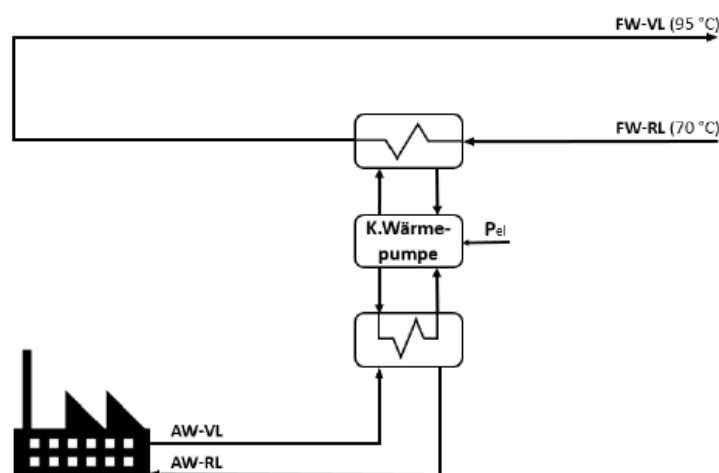 FW-VL (95 °C)
FW-RL (70 °C)
K.Wärme-
pumpe
Pel
AW-VL
AW-RL